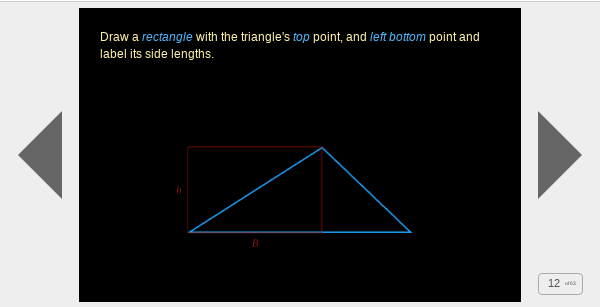 Draw a rectangle with the triangle's top point, and left bottom point and
label its side lengths.
h
B
12 of 63